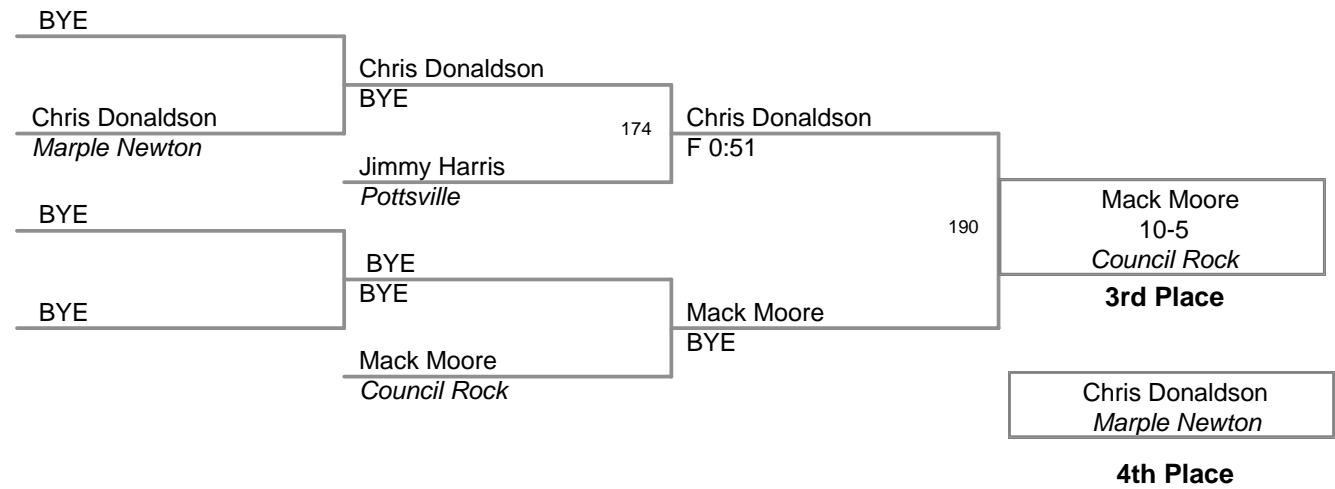 BYE
Chris Donaldson
BYE
Chris Donaldson
Marple Newton
174
Chris Donaldson
F 0:51
Jimmy Harris
Pottsville
BYE
190
Mack Moore
10-5
Council Rock
3rd Place
BYE
BYE
BYE
Mack Moore
BYE
Mack Moore
Council Rock
Chris Donaldson
Marple Newton
4th Place